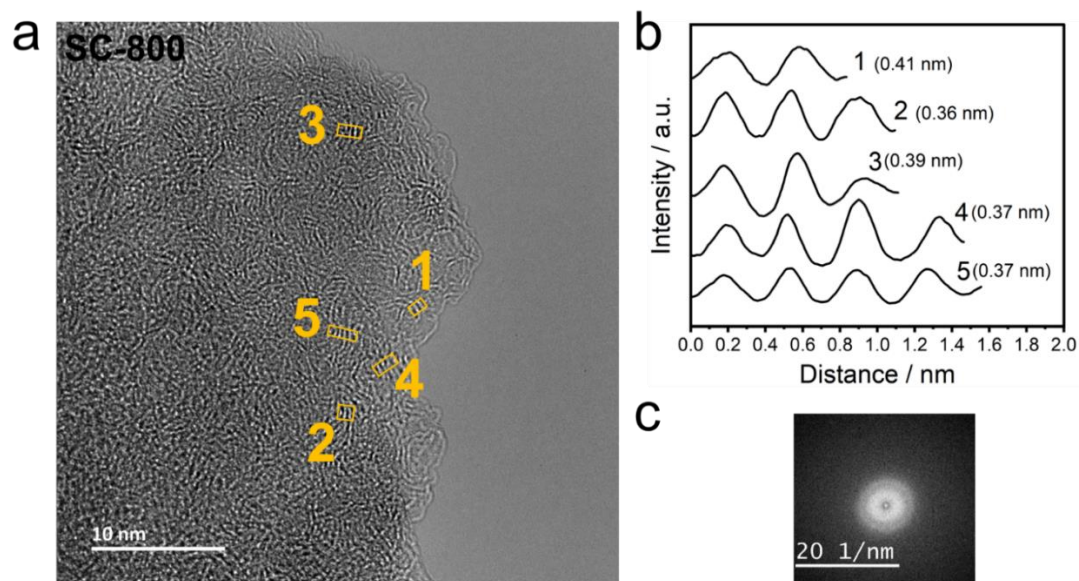 a
SC-800
3
1
5
4
2
10 nm
b
Intensity / a.u.
1 (0.41 nm)
2 (0.36 nm)
3 (0.39 nm)
4 (0.37 nm)
5 (0.37 nm)
0.0 0.2 0.4 0.6 0.8 1.0 1.2 1.4 1.6 1.8 2.0
Distance / nm
c
20 1/nm